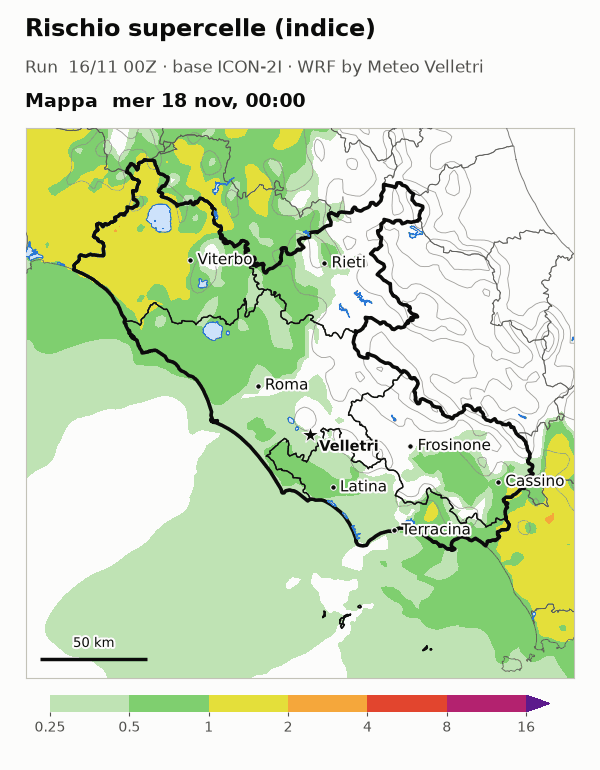 Rischio supercelle (indice)
Run 16/11 00Z · base ICON-2I · WRF by Meteo Velletri
Mappa mer 18 nov, 00:00
Viterbo
Rieti
Roma
Velletri
Frosinone
Cassino
Latina
Terracina
50 km
0.25 0.5 1 2 4 8 16